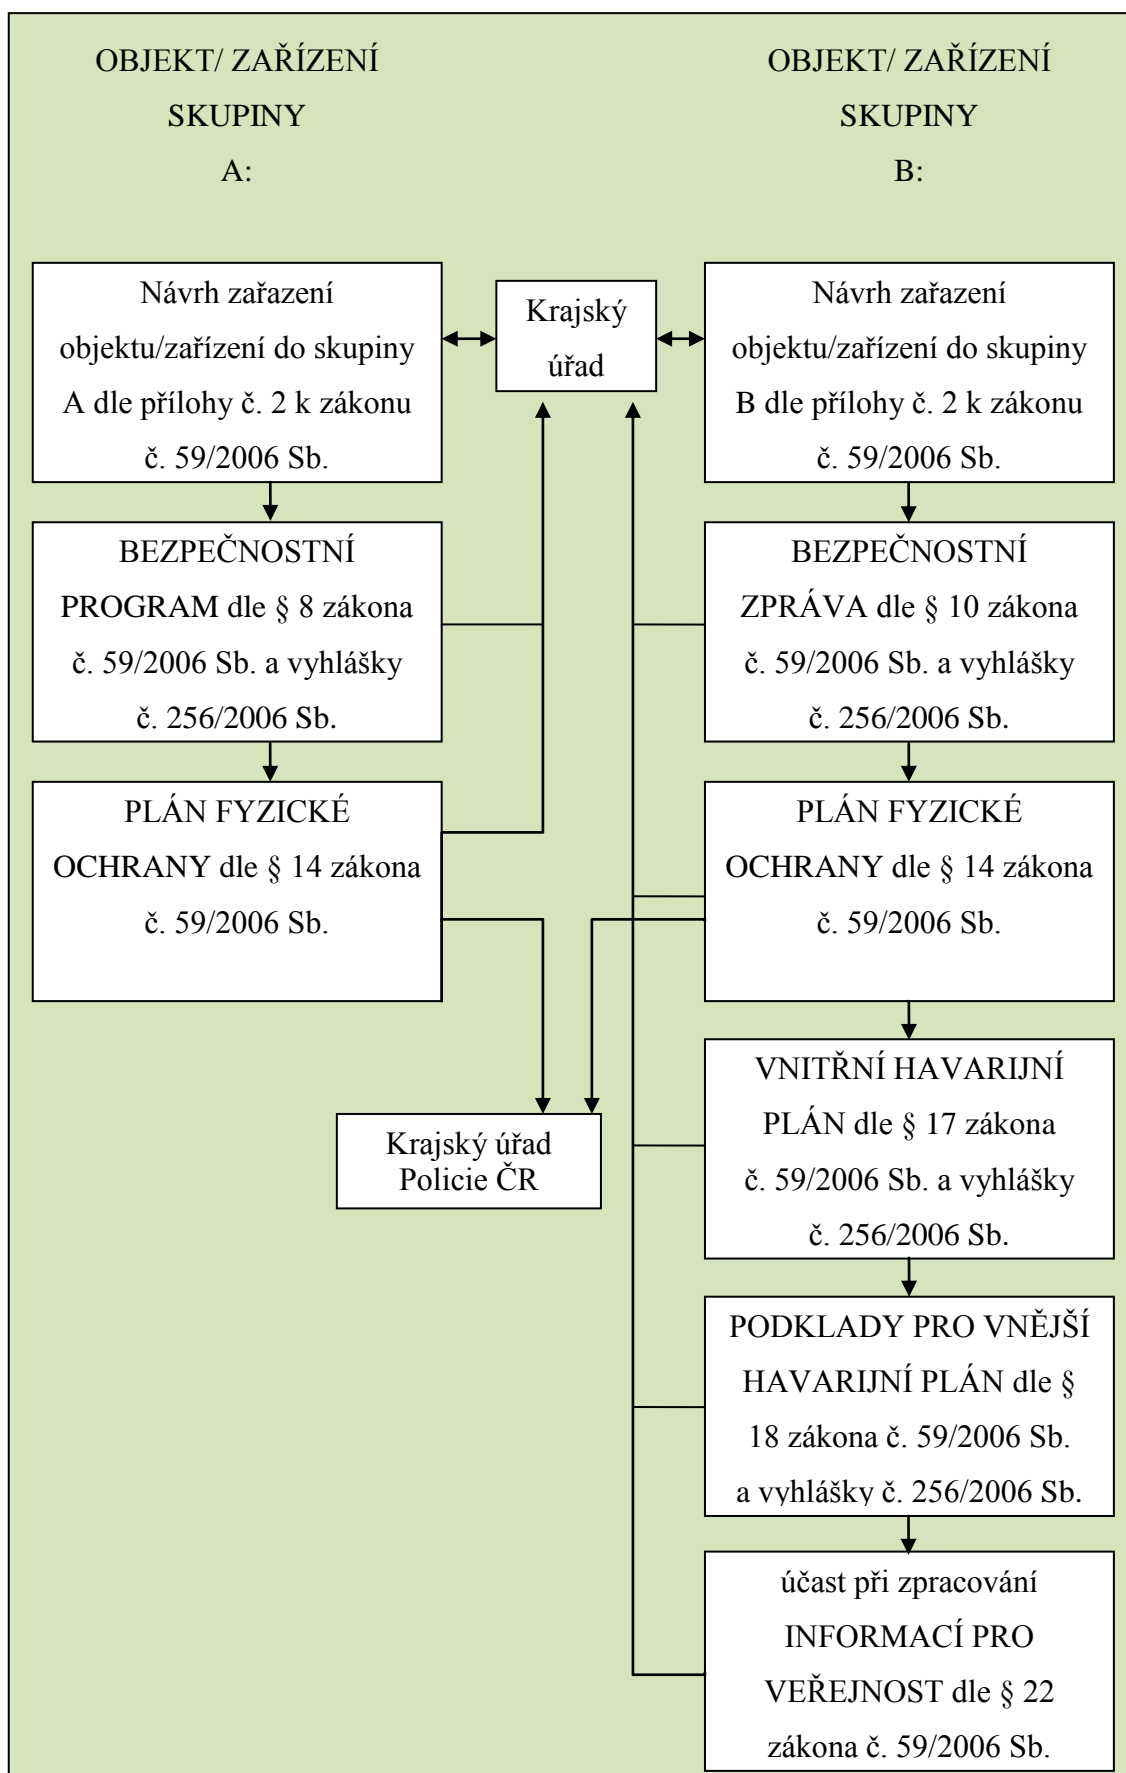 OBJEKT/ ZAŘÍZENÍ
SKUPINY
A:
OBJEKT/ ZAŘÍZENÍ
SKUPINY
B:
Návrh zařazení
objektu/zařízení do skupiny
A dle přílohy č. 2 k zákonu
č. 59/2006 Sb.
Krajský
úřad
Návrh zařazení
objektu/zařízení do skupiny
B dle přílohy č. 2 k zákonu
č. 59/2006 Sb.
BEZPEČNOSTNÍ
PROGRAM dle § 8 zákona
č. 59/2006 Sb. a vyhlášky
č. 256/2006 Sb.
BEZPEČNOSTNÍ
ZPRÁVA dle § 10 zákona
č. 59/2006 Sb. a vyhlášky
č. 256/2006 Sb.
PLÁN FYZICKÉ
OCHRANY dle § 14 zákona
č. 59/2006 Sb.
PLÁN FYZICKÉ
OCHRANY dle § 14 zákona
č. 59/2006 Sb.
Krajský úřad
Policie ČR
VNITŘNÍ HAVARIJNÍ
PLÁN dle § 17 zákona
č. 59/2006 Sb. a vyhlášky
č. 256/2006 Sb.
PODKLADY PRO VNĚJŠÍ
HAVARIJNÍ PLÁN dle §
18 zákona č. 59/2006 Sb.
a vyhlášky č. 256/2006 Sb.
účast při zpracování
INFORMACÍ PRO
VEŘEJNOST dle § 22
zákona č. 59/2006 Sb.